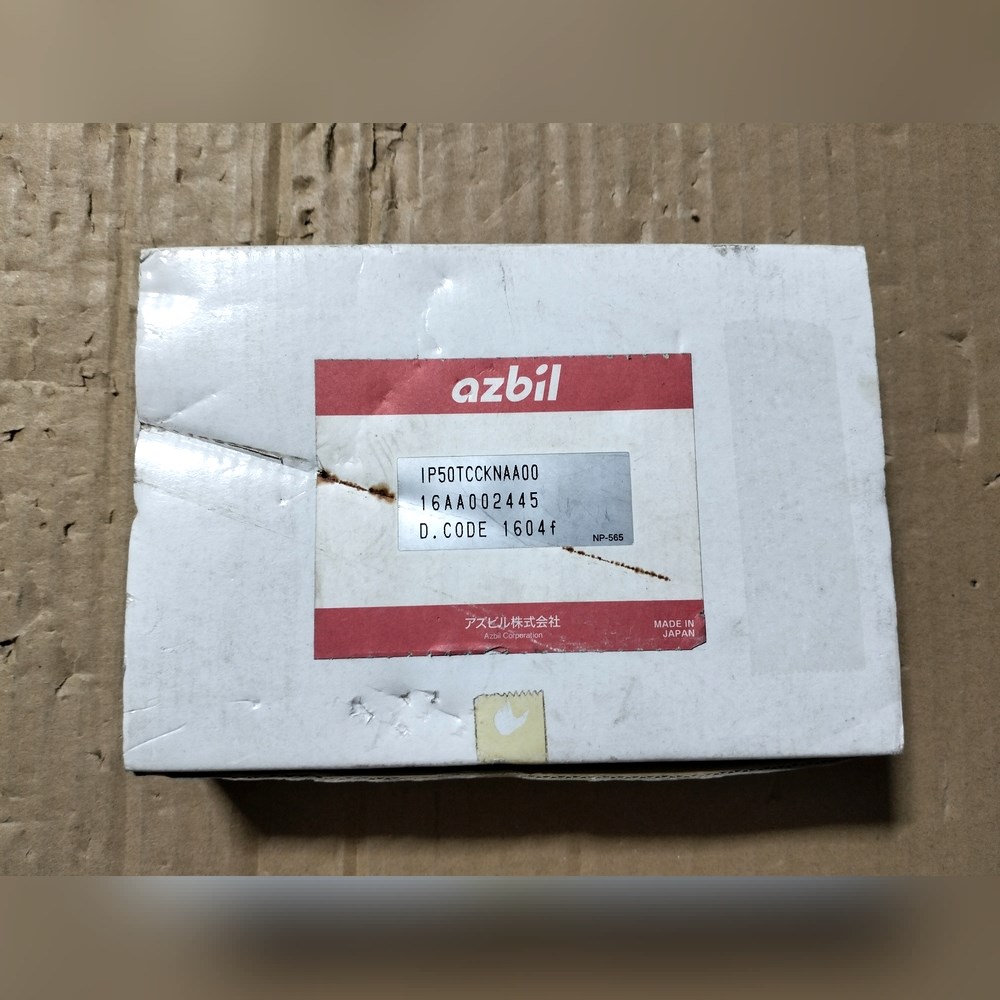 azbil
IP50TCCKNAA00
16AA002445
D.CODE 1604f
NP-565
アズビル株式会社
Azbil Corporation
MADE IN
JAPAN